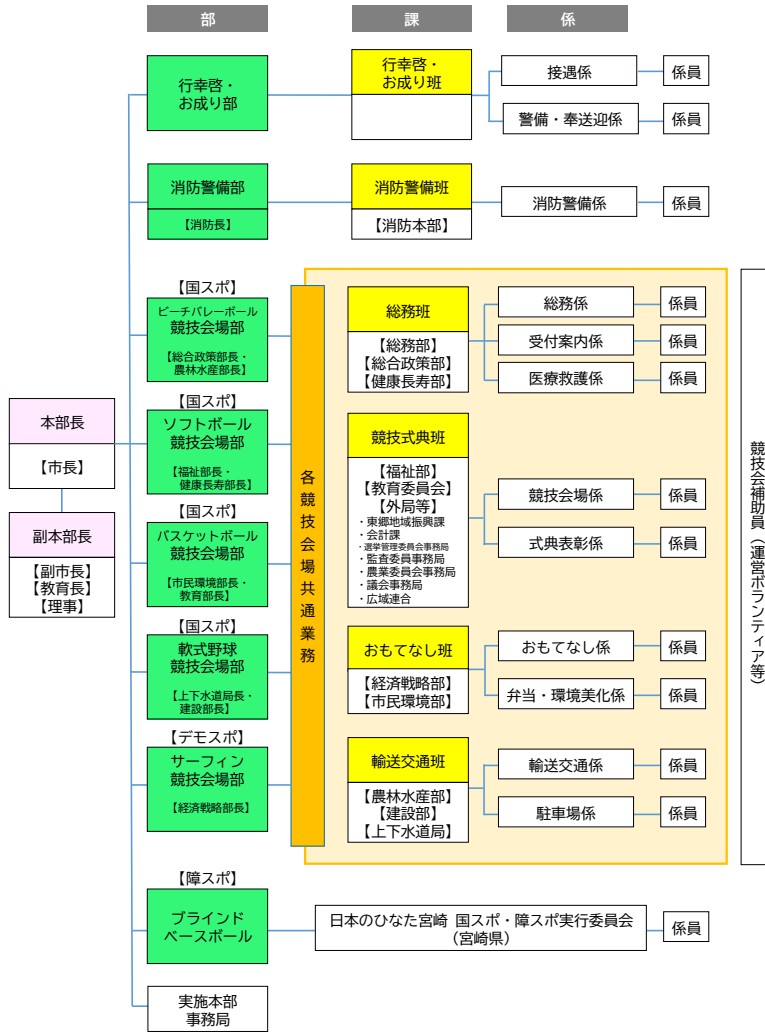 部
課
係
行幸啓・
お成り部
行幸啓・
お成り班
接遇係
係員
警備・奉送迎係
係員
消防警備部
【消防長】
消防警備班
【消防本部】
消防警備係
係員
本部長
【市長】
副本部長
【副市長】
【教育長】
【理事】
【国スポ】
ビーチバレーボール
競技会場部
【総合政策部長・
農林水産部長】
【国スポ】
ソフトボール
競技会場部
【福祉部長・
健康長寿部長】
【国スポ】
バスケットボール
競技会場部
【市民環境部長・
教育部長】
【国スポ】
軟式野球
競技会場部
【上下水道局長・
建設部長】
【デモスポ】
サーフィン
競技会場部
【経済戦略部長】
各競技会場共通業務
総務班
【総務部】
【総合政策部】
【健康長寿部】
総務係
係員
受付案内係
係員
医療救護係
係員
競技式典班
【福祉部】
【教育委員会】
【外局等】
・東郷地域振興課
・会計課
・選挙管理委員会事務局
・監査委員事務局
・農業委員会事務局
・議会事務局
・広域連合
競技会場係
係員
式典表彰係
係員
おもてなし班
【経済戦略部】
【市民環境部】
おもてなし係
係員
弁当・環境美化係
係員
輸送交通班
【農林水産部】
【建設部】
【上下水道局】
輸送交通係
係員
駐車場係
係員
競技会補助員（運営ボランティア等）
【障スポ】
ブラインド
ベースボール
日本のひなた宮崎 国スポ・障スポ実行委員会
（宮崎県）
係員
実施本部
事務局